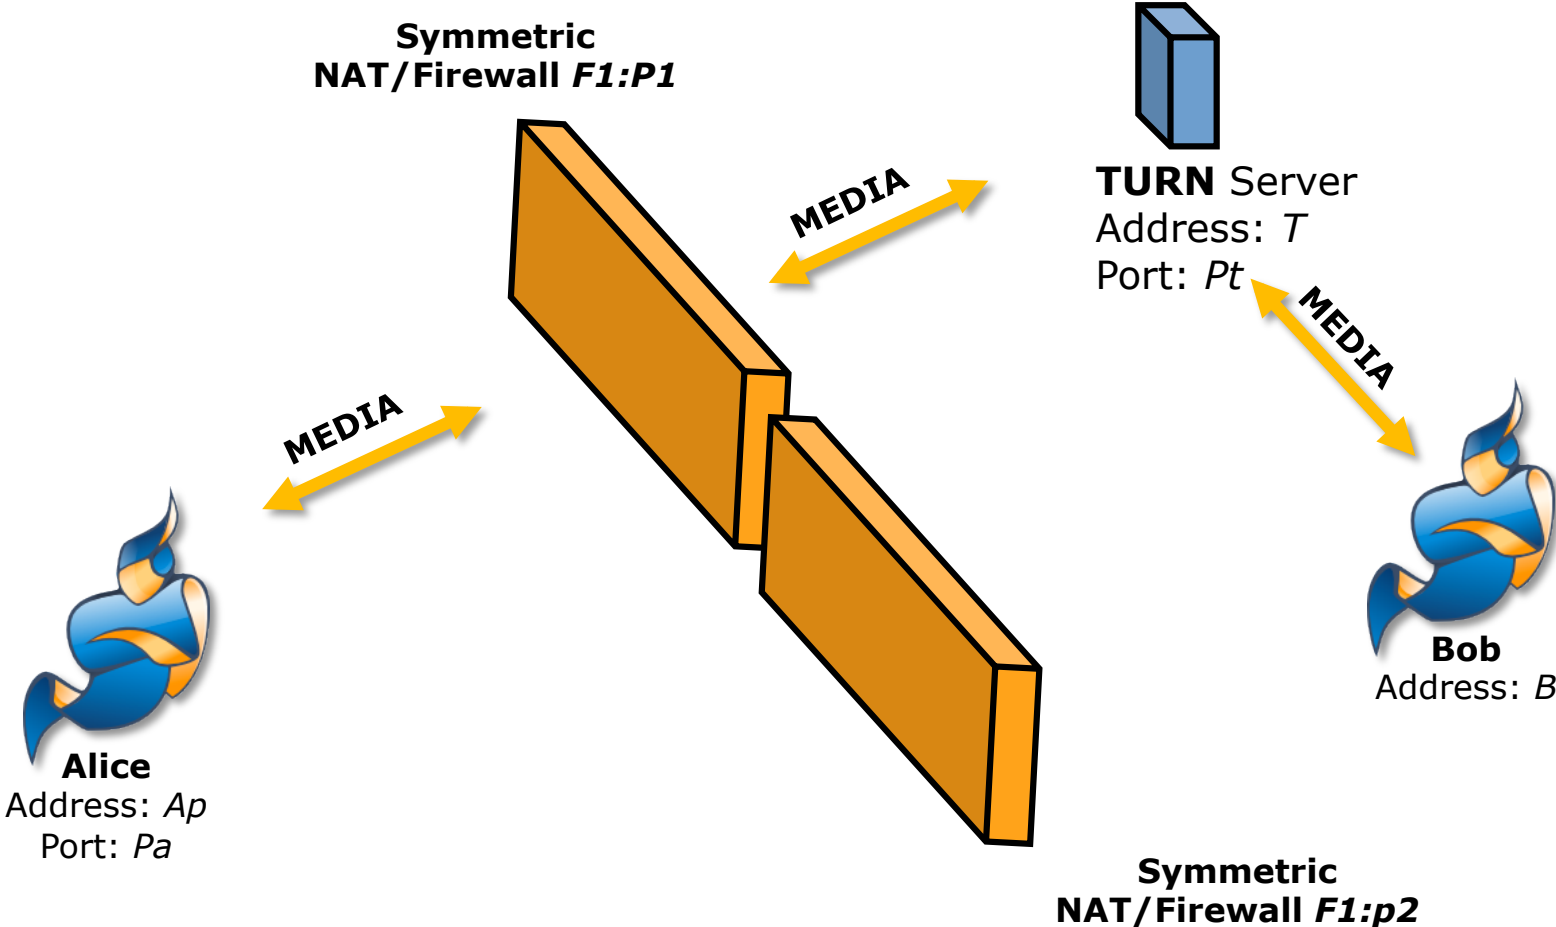 Symmetric
NAT/Firewall F1:P1
MEDIA
TURN Server
Address: T
Port: Pt
MEDIA
MEDIA
Bob
Address: B
Alice
Address: Ap
Port: Pa
Symmetric
NAT/Firewall F1:p2